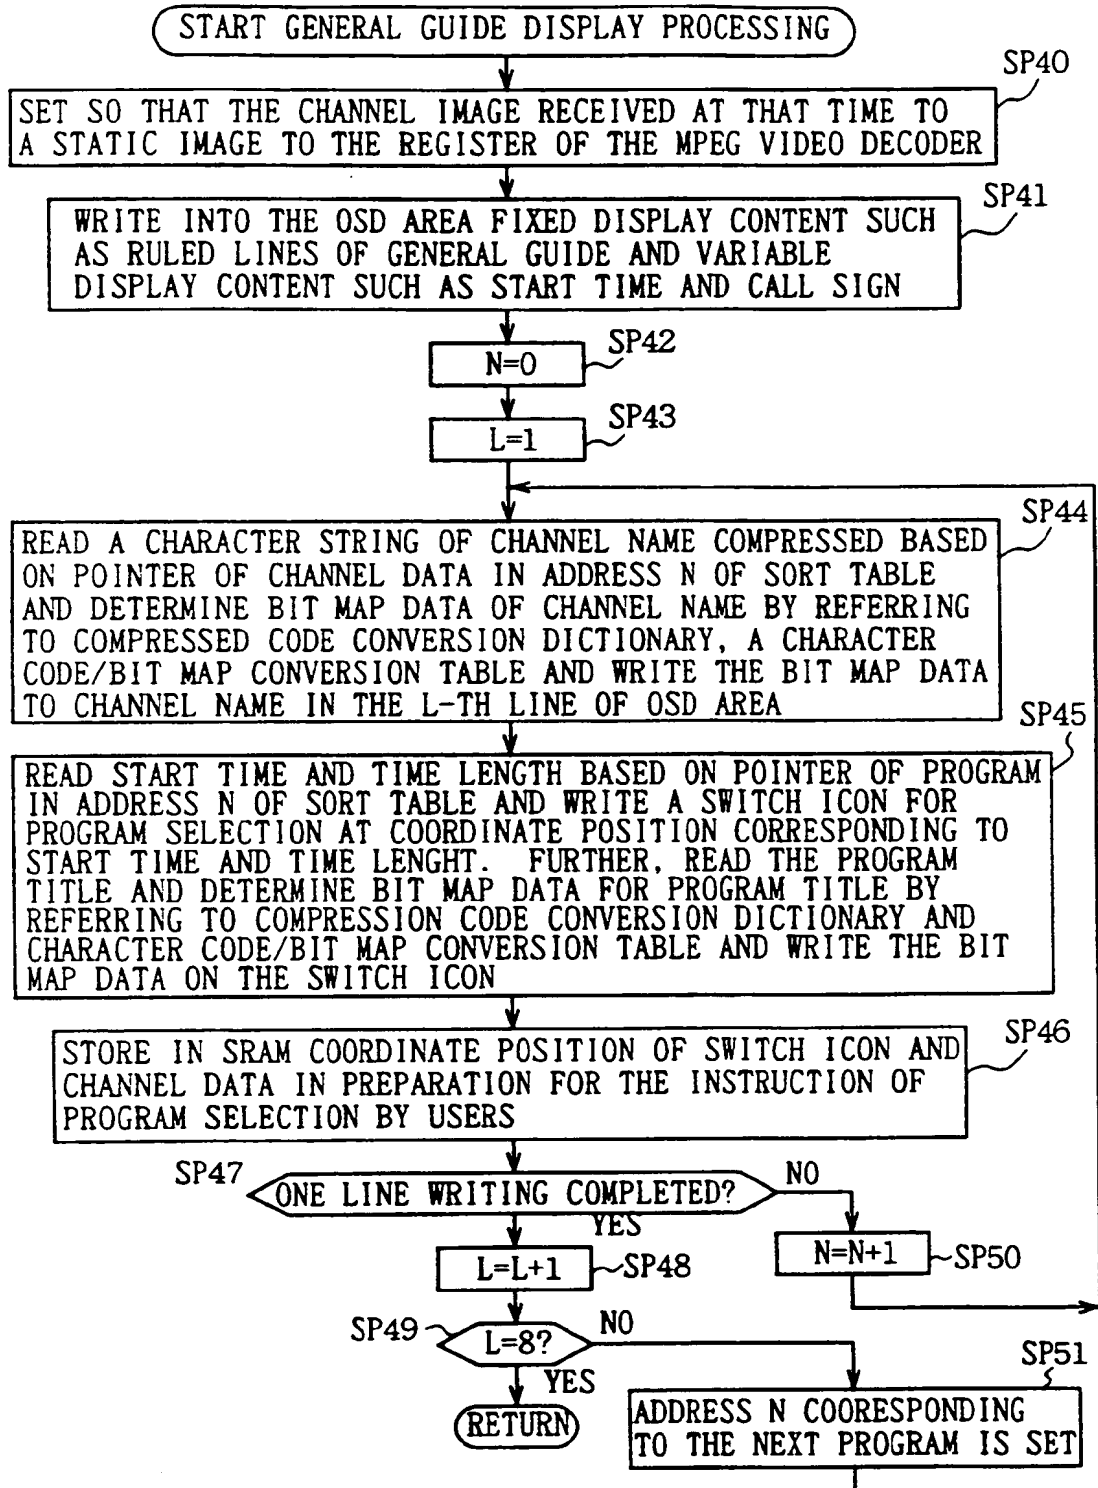 START GENERAL GUIDE DISPLAY PROCESSING
SP40
SET SO THAT THE CHANNEL IMAGE RECEIVED AT THAT TIME TO
A STATIC IMAGE TO THE REGISTER OF THE MPEG VIDEO DECODER
SP41
WRITE INTO THE OSD AREA FIXED DISPLAY CONTENT SUCH
AS RULED LINES OF GENERAL GUIDE AND VARIABLE
DISPLAY CONTENT SUCH AS START TIME AND CALL SIGN
SP42
N=0
SP43
L=1
SP44
READ A CHARACTER STRING OF CHANNEL NAME COMPRESSED BASED
ON POINTER OF CHANNEL DATA IN ADDRESS N OF SORT TABLE
AND DETERMINE BIT MAP DATA OF CHANNEL NAME BY REFERRING
TO COMPRESSED CODE CONVERSION DICTIONARY, A CHARACTER
CODE/BIT MAP CONVERSION TABLE AND WRITE THE BIT MAP DATA
TO CHANNEL NAME IN THE L-TH LINE OF OSD AREA
SP45
READ START TIME AND TIME LENGTH BASED ON POINTER OF PROGRAM
IN ADDRESS N OF SORT TABLE AND WRITE A SWITCH ICON FOR
PROGRAM SELECTION AT COORDINATE POSITION CORRESPONDING TO
START TIME AND TIME LENGHT. FURTHER, READ THE PROGRAM
TITLE AND DETERMINE BIT MAP DATA FOR PROGRAM TITLE BY
REFERRING TO COMPRESSION CODE CONVERSION DICTIONARY AND
CHARACTER CODE/BIT MAP CONVERSION TABLE AND WRITE THE BIT
MAP DATA ON THE SWITCH ICON
SP46
STORE IN SRAM COORDINATE POSITION OF SWITCH ICON AND
CHANNEL DATA IN PREPARATION FOR THE INSTRUCTION OF
PROGRAM SELECTION BY USERS
SP47
ONE LINE WRITING COMPLETED?
NO
YES
L=L+1
SP48
N=N+1
SP50
SP49
L=8?
NO
YES
RETURN
SP51
ADDRESS N COORESPONDING
TO THE NEXT PROGRAM IS SET